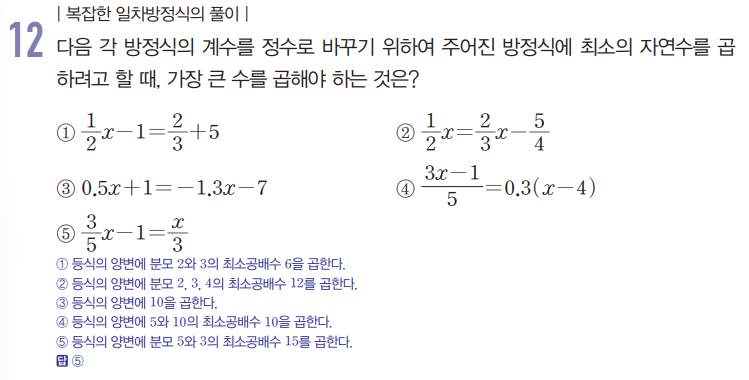 | 복잡한 일차방정식의 풀이 |
12 다음 각 방정식의 계수를 정수로 바꾸기 위하여 주어진 방정식에 최소의 자연수를 곱
하려고 할 때, 가장 큰 수를 곱해야 하는 것은?
① 1/2 x−1=2/3+5 ② 1/2 x=2/3 x−5/4
③ 0.5x+1=−1.3x−7 ④ (3x−1)/5=0.3(x−4)
⑤ 3/5 x−1=x/3
① 등식의 양변에 분모 2와 3의 최소공배수 6을 곱한다.
② 등식의 양변에 분모 2, 3, 4의 최소공배수 12를 곱한다.
③ 등식의 양변에 10을 곱한다.
④ 등식의 양변에 5와 10의 최소공배수 10을 곱한다.
⑤ 등식의 양변에 분모 5와 3의 최소공배수 15를 곱한다.
답 ⑤